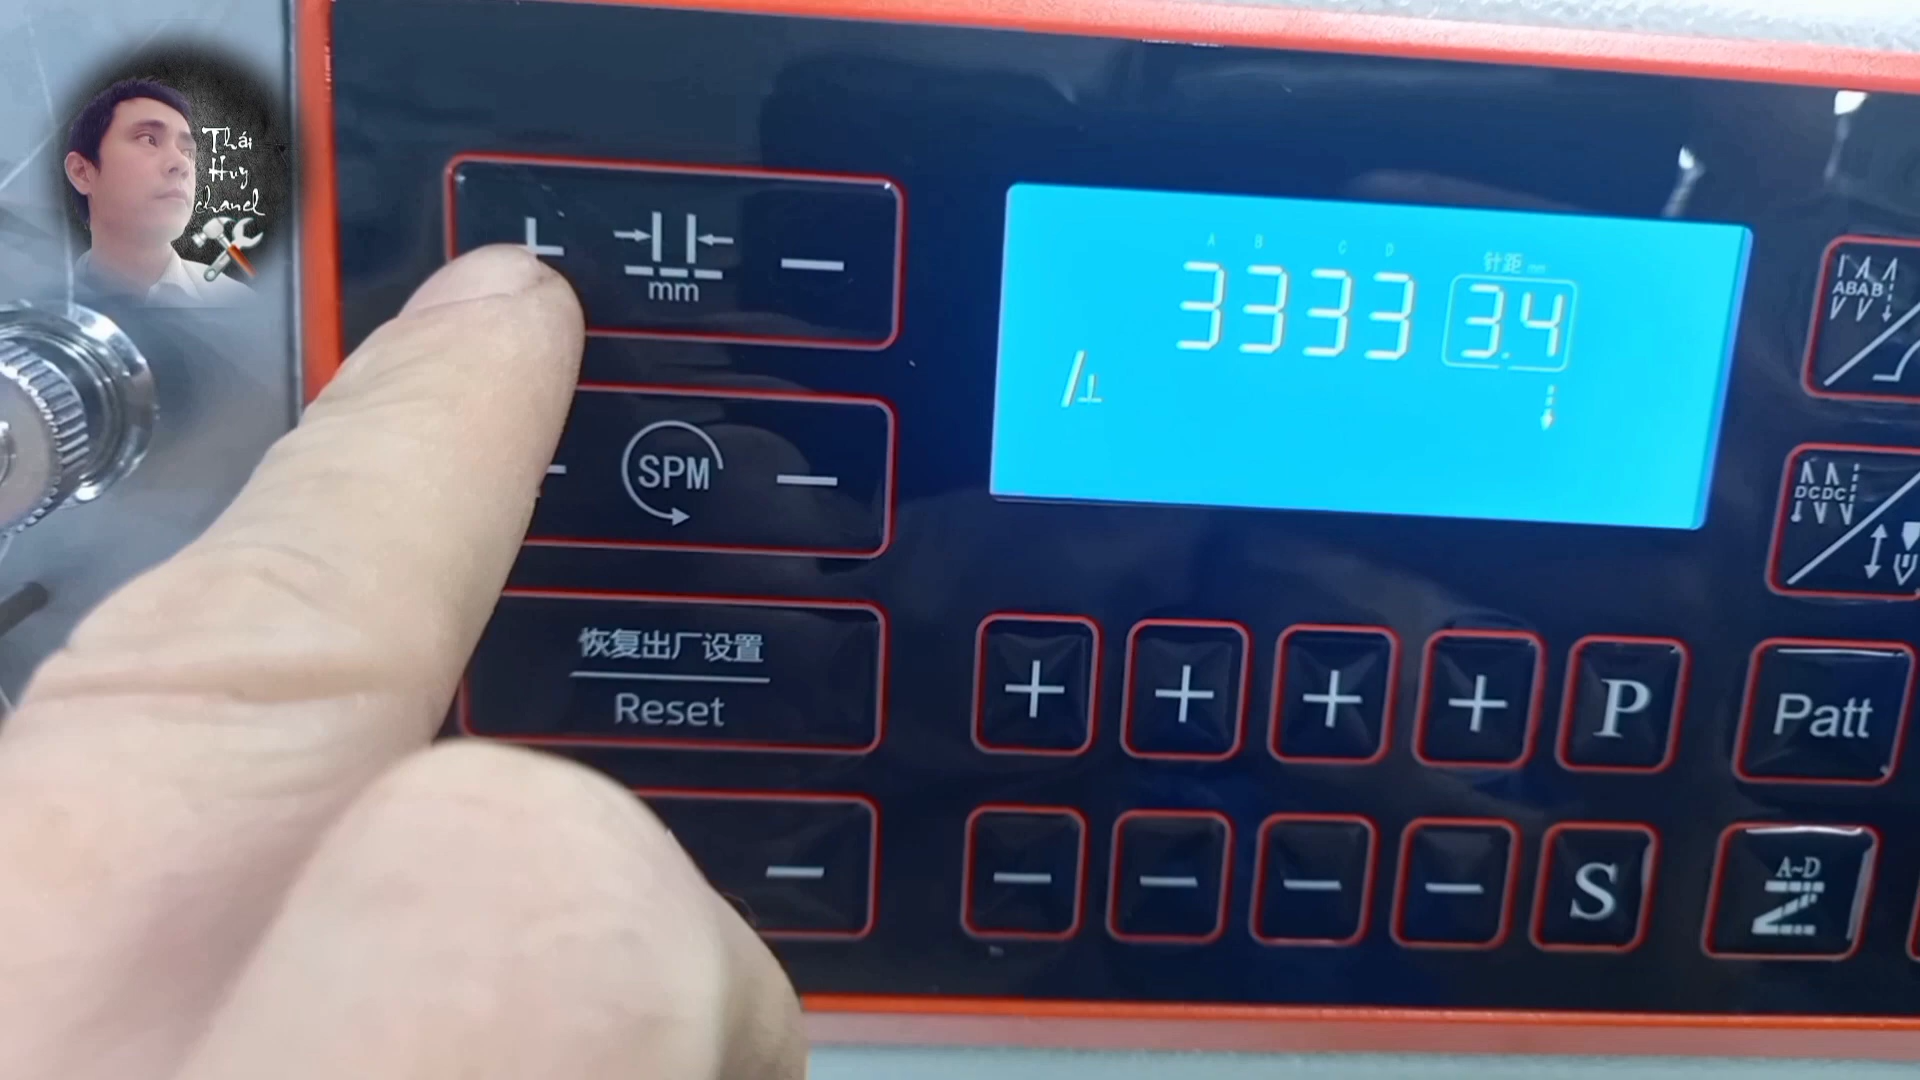 Thái
Huy
chanel
+ mm −
A B C D 针距 mm
3333 3.4
ABAB
SPM −
DCDC
恢复出厂设置
Reset
+ + + + P Patt
−
− − − − S A~D